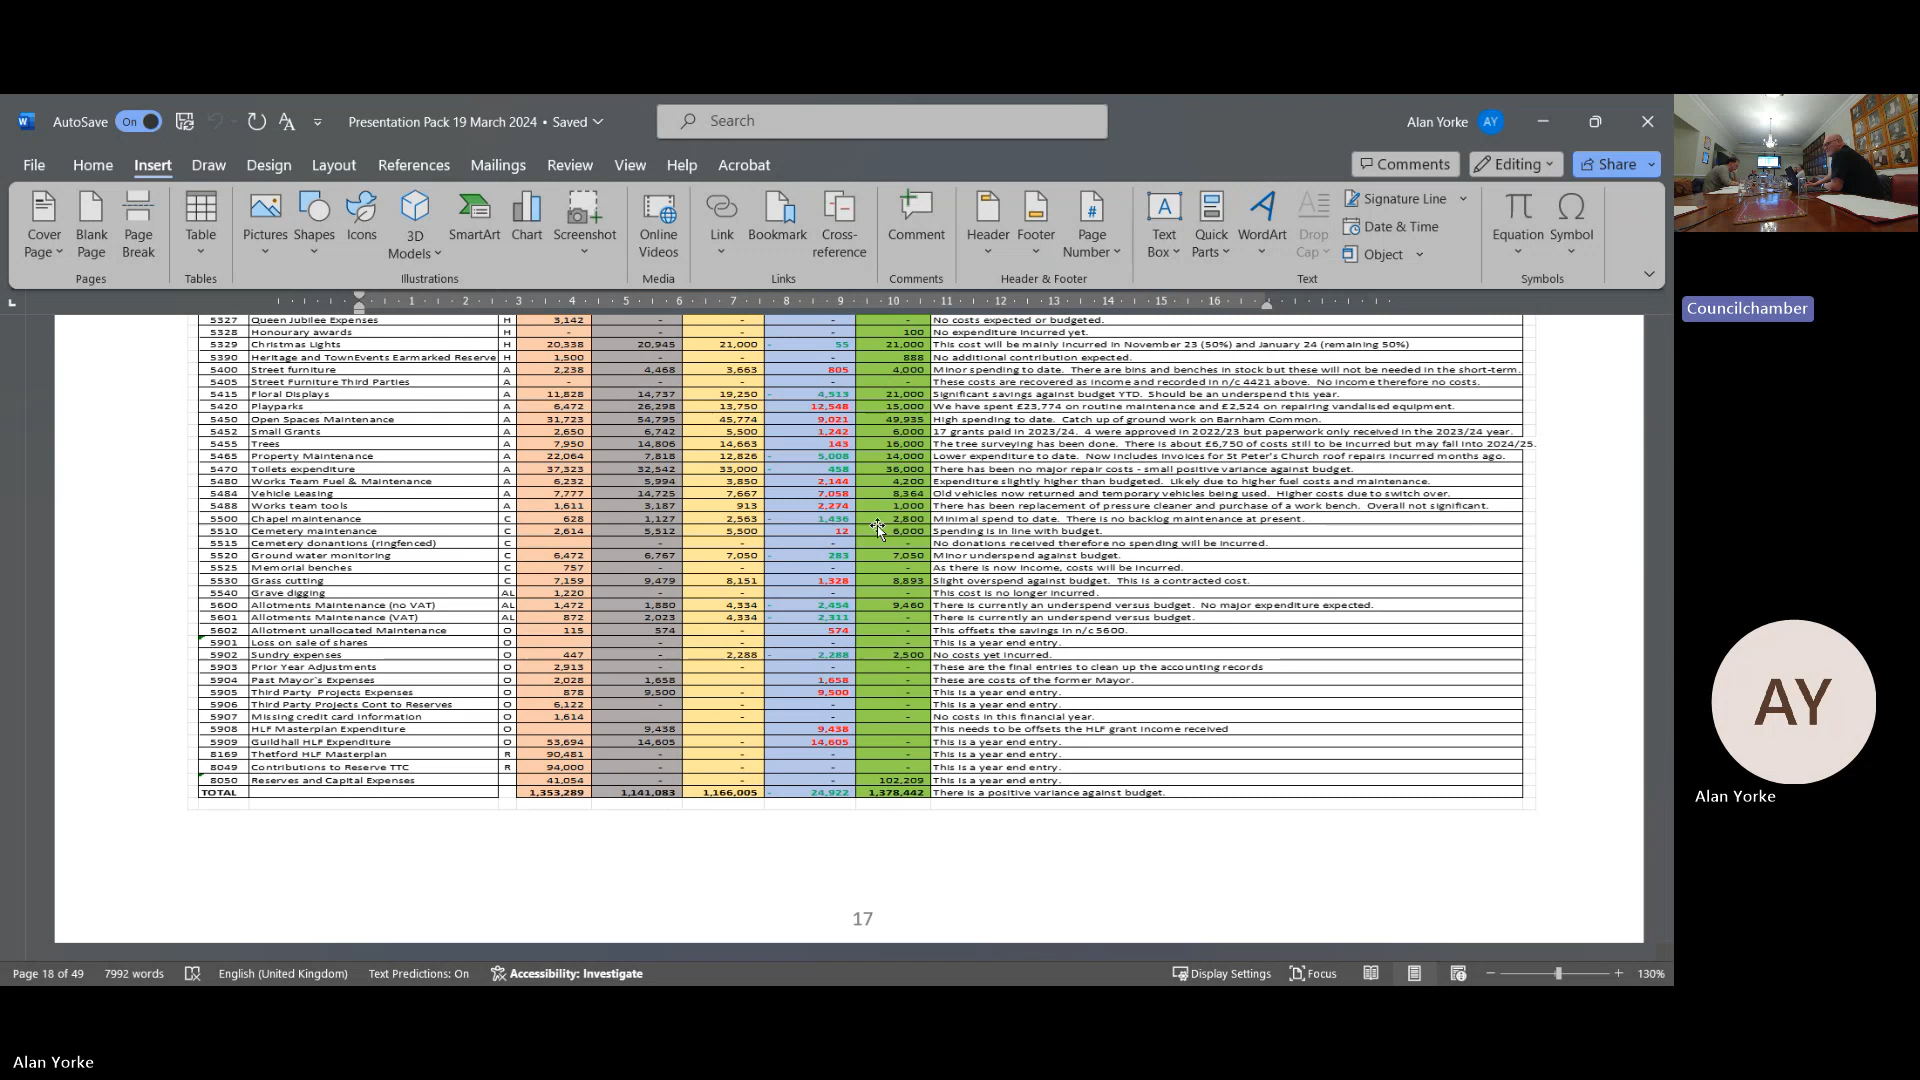 AutoSave On Presentation Pack 19 March 2024 • Saved Search Alan Yorke AY
File Home Insert Draw Design Layout References Mailings Review View Help Acrobat Comments Editing Share
Cover Page Blank Page Page Break Table Pictures Shapes Icons 3D Models SmartArt Chart Screenshot Online Videos Link Bookmark Cross-reference Comment Header Footer Page Number Text Box Quick Parts WordArt Drop Cap Signature Line Date & Time Object Equation Symbol
Pages Tables Illustrations Media Links Comments Header & Footer Text Symbols
1 2 3 4 5 6 7 8 9 10 11 12 13 14 15 16
5327 Queen Jubilee Expenses H 3,142 - - - - No costs expected or budgeted.
5328 Honourary awards H - - - - 100 No expenditure incurred yet.
5329 Christmas Lights H 20,338 20,945 21,000 - 55 21,000 This cost will be mainly incurred in November 23 (50%) and January 24 (remaining 50%)
5390 Heritage and TownEvents Earmarked Reserve H 1,500 - - - 888 No additional contribution expected.
5400 Street furniture A 2,238 4,468 3,663 805 4,000 Minor spending to date. There are bins and benches in stock but these will not be needed in the short-term.
5405 Street Furniture Third Parties A - - - - - These costs are recovered as income and recorded in n/c 4421 above. No income therefore no costs.
5415 Floral Displays A 11,828 14,737 19,250 - 4,513 21,000 Significant savings against budget YTD. Should be an underspend this year.
5420 Playparks A 6,472 26,298 13,750 12,548 15,000 We have spent £23,774 on routine maintenance and £2,524 on repairing vandalised equipment.
5450 Open Spaces Maintenance A 31,723 54,795 45,774 9,021 49,935 High spending to date. Catch up of ground work on Barnham Common.
5452 Small Grants A 2,650 6,742 5,500 1,242 6,000 17 grants paid in 2023/24. 4 were approved in 2022/23 but paperwork only received in the 2023/24 year.
5455 Trees A 7,950 14,806 14,663 143 16,000 The tree surveying has been done. There is about £6,750 of costs still to be incurred but may fall into 2024/25.
5465 Property Maintenance A 22,064 7,818 12,826 - 5,008 14,000 Lower expenditure to date. Now includes invoices for St Peter's Church roof repairs incurred months ago.
5470 Toilets expenditure A 37,323 32,542 33,000 - 458 36,000 There has been no major repair costs - small positive variance against budget.
5480 Works Team Fuel & Maintenance A 6,232 5,994 3,850 2,144 4,200 Expenditure slightly higher than budgeted. Likely due to higher fuel costs and maintenance.
5484 Vehicle Leasing A 7,777 14,725 7,667 7,058 8,364 Old vehicles now returned and temporary vehicles being used. Higher costs due to switch over.
5488 Works team tools A 1,611 3,187 913 2,274 1,000 There has been replacement of pressure cleaner and purchase of a work bench. Overall not significant.
5500 Chapel maintenance C 628 1,127 2,563 - 1,436 2,800 Minimal spend to date. There is no backlog maintenance at present.
5510 Cemetery maintenance C 2,614 5,512 5,500 12 6,000 Spending is in line with budget.
5515 Cemetery donantions (ringfenced) C - - - - No donations received therefore no spending will be incurred.
5520 Ground water monitoring C 6,472 6,767 7,050 - 283 7,050 Minor underspend against budget.
5525 Memorial benches C 757 - - - - As there is now income, costs will be incurred.
5530 Grass cutting C 7,159 9,479 8,151 1,328 8,893 Slight overspend against budget. This is a contracted cost.
5540 Grave digging AL 1,220 - - - - This cost is no longer incurred.
5600 Allotments Maintenance (no VAT) AL 1,472 1,880 4,334 - 2,454 9,460 There is currently an underspend versus budget. No major expenditure expected.
5601 Allotments Maintenance (VAT) AL 872 2,023 4,334 - 2,311 - There is currently an underspend versus budget.
5602 Allotment unallocated Maintenance O 115 574 - 574 - This offsets the savings in n/c 5600.
5901 Loss on sale of shares O - - - - This is a year end entry.
5902 Sundry expenses O 447 - 2,288 - 2,288 2,500 No costs yet incurred.
5903 Prior Year Adjustments O 2,913 - - - - These are the final entries to clean up the accounting records
5904 Past Mayor`s Expenses O 2,028 1,658 1,658 - These are costs of the former Mayor.
5905 Third Party Projects Expenses O 878 9,500 - 9,500 - This is a year end entry.
5906 Third Party Projects Cont to Reserves O 6,122 - - - - This is a year end entry.
5907 Missing credit card information O 1,614 - - - No costs in this financial year.
5908 HLF Masterplan Expenditure O 9,438 9,438 This needs to be offsets the HLF grant income received
5909 Guildhall HLF Expenditure O 53,694 14,605 - 14,605 - This is a year end entry.
8169 Thetford HLF Masterplan R 90,481 - - - - This is a year end entry.
8049 Contributions to Reserve TTC R 94,000 - - - - This is a year end entry.
8050 Reserves and Capital Expenses 41,054 - - - 102,209 This is a year end entry.
TOTAL 1,353,289 1,141,083 1,166,005 - 24,922 1,378,442 There is a positive variance against budget.
17
Page 18 of 49 7992 words English (United Kingdom) Text Predictions: On Accessibility: Investigate Display Settings Focus 130%
Councilchamber
AY
Alan Yorke
Alan Yorke